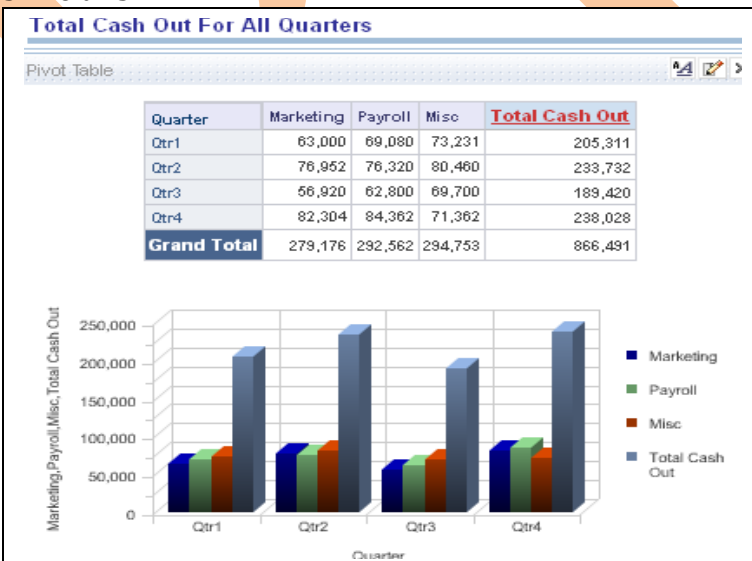 Total Cash Out For All Quarters
Pivot Table
Quarter Marketing Payroll Misc Total Cash Out
Qtr1 63,000 69,080 73,231 205,311
Qtr2 76,952 76,320 80,460 233,732
Qtr3 56,920 62,800 69,700 189,420
Qtr4 82,304 84,362 71,362 238,028
Grand Total 279,176 292,562 294,753 866,491
Marketing,Payroll,Misc,Total Cash Out
250,000
200,000
150,000
100,000
50,000
0
Qtr1 Qtr2 Qtr3 Qtr4
Quarter
Marketing
Payroll
Misc
Total Cash
Out